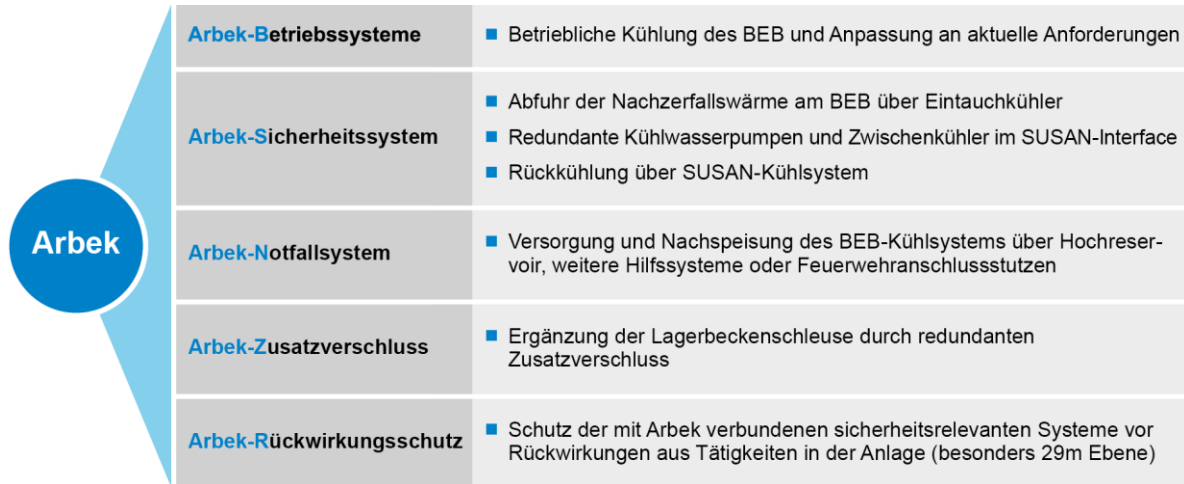 Arbek
Arbek-Betriebssysteme
■ Betriebliche Kühlung des BEB und Anpassung an aktuelle Anforderungen
Arbek-Sicherheitssystem
■ Abfuhr der Nachzerfallswärme am BEB über Eintauchkühler
■ Redundante Kühlwasserpumpen und Zwischenkühler im SUSAN-Interface
■ Rückkühlung über SUSAN-Kühlsystem
Arbek-Notfallsystem
■ Versorgung und Nachspeisung des BEB-Kühlsystems über Hochreser-
voir, weitere Hilfssysteme oder Feuerwehranschlussstutzen
Arbek-Zusatzverschluss
■ Ergänzung der Lagerbeckenschleuse durch redundanten
Zusatzverschluss
Arbek-Rückwirkungsschutz
■ Schutz der mit Arbek verbundenen sicherheitsrelevanten Systeme vor
Rückwirkungen aus Tätigkeiten in der Anlage (besonders 29m Ebene)